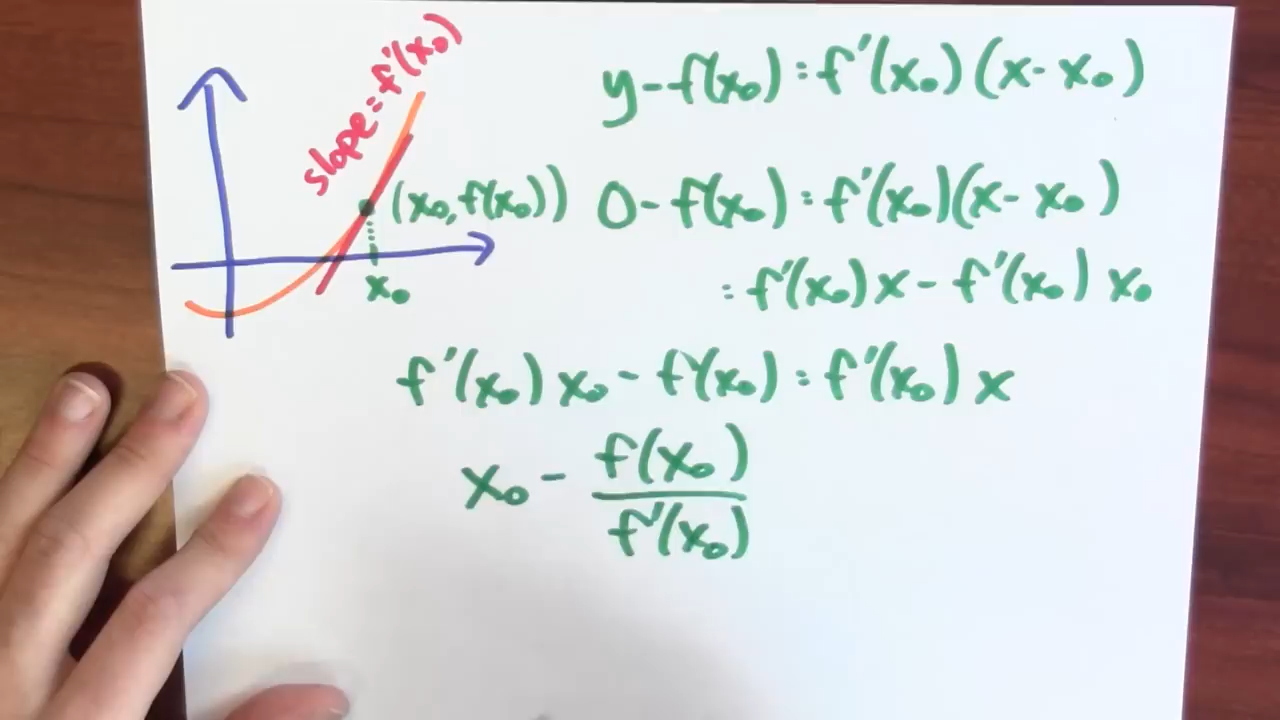 slope = f'(x₀)
(x₀, f(x₀))
x₀
y - f(x₀) = f'(x₀)(x - x₀)
0 - f(x₀) = f'(x₀)(x - x₀)
= f'(x₀)x - f'(x₀)x₀
f'(x₀)x₀ - f(x₀) = f'(x₀)x
x₀ - f(x₀)
f'(x₀)